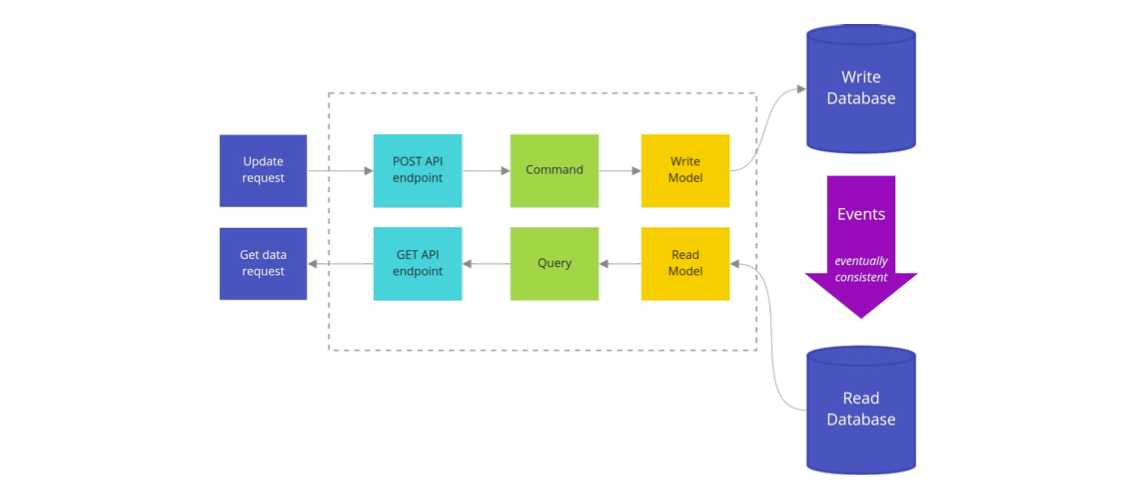 Write
Database
Update
request
POST API
endpoint
Command
Write
Model
Events
eventually
consistent
Get data
request
GET API
endpoint
Query
Read
Model
Read
Database